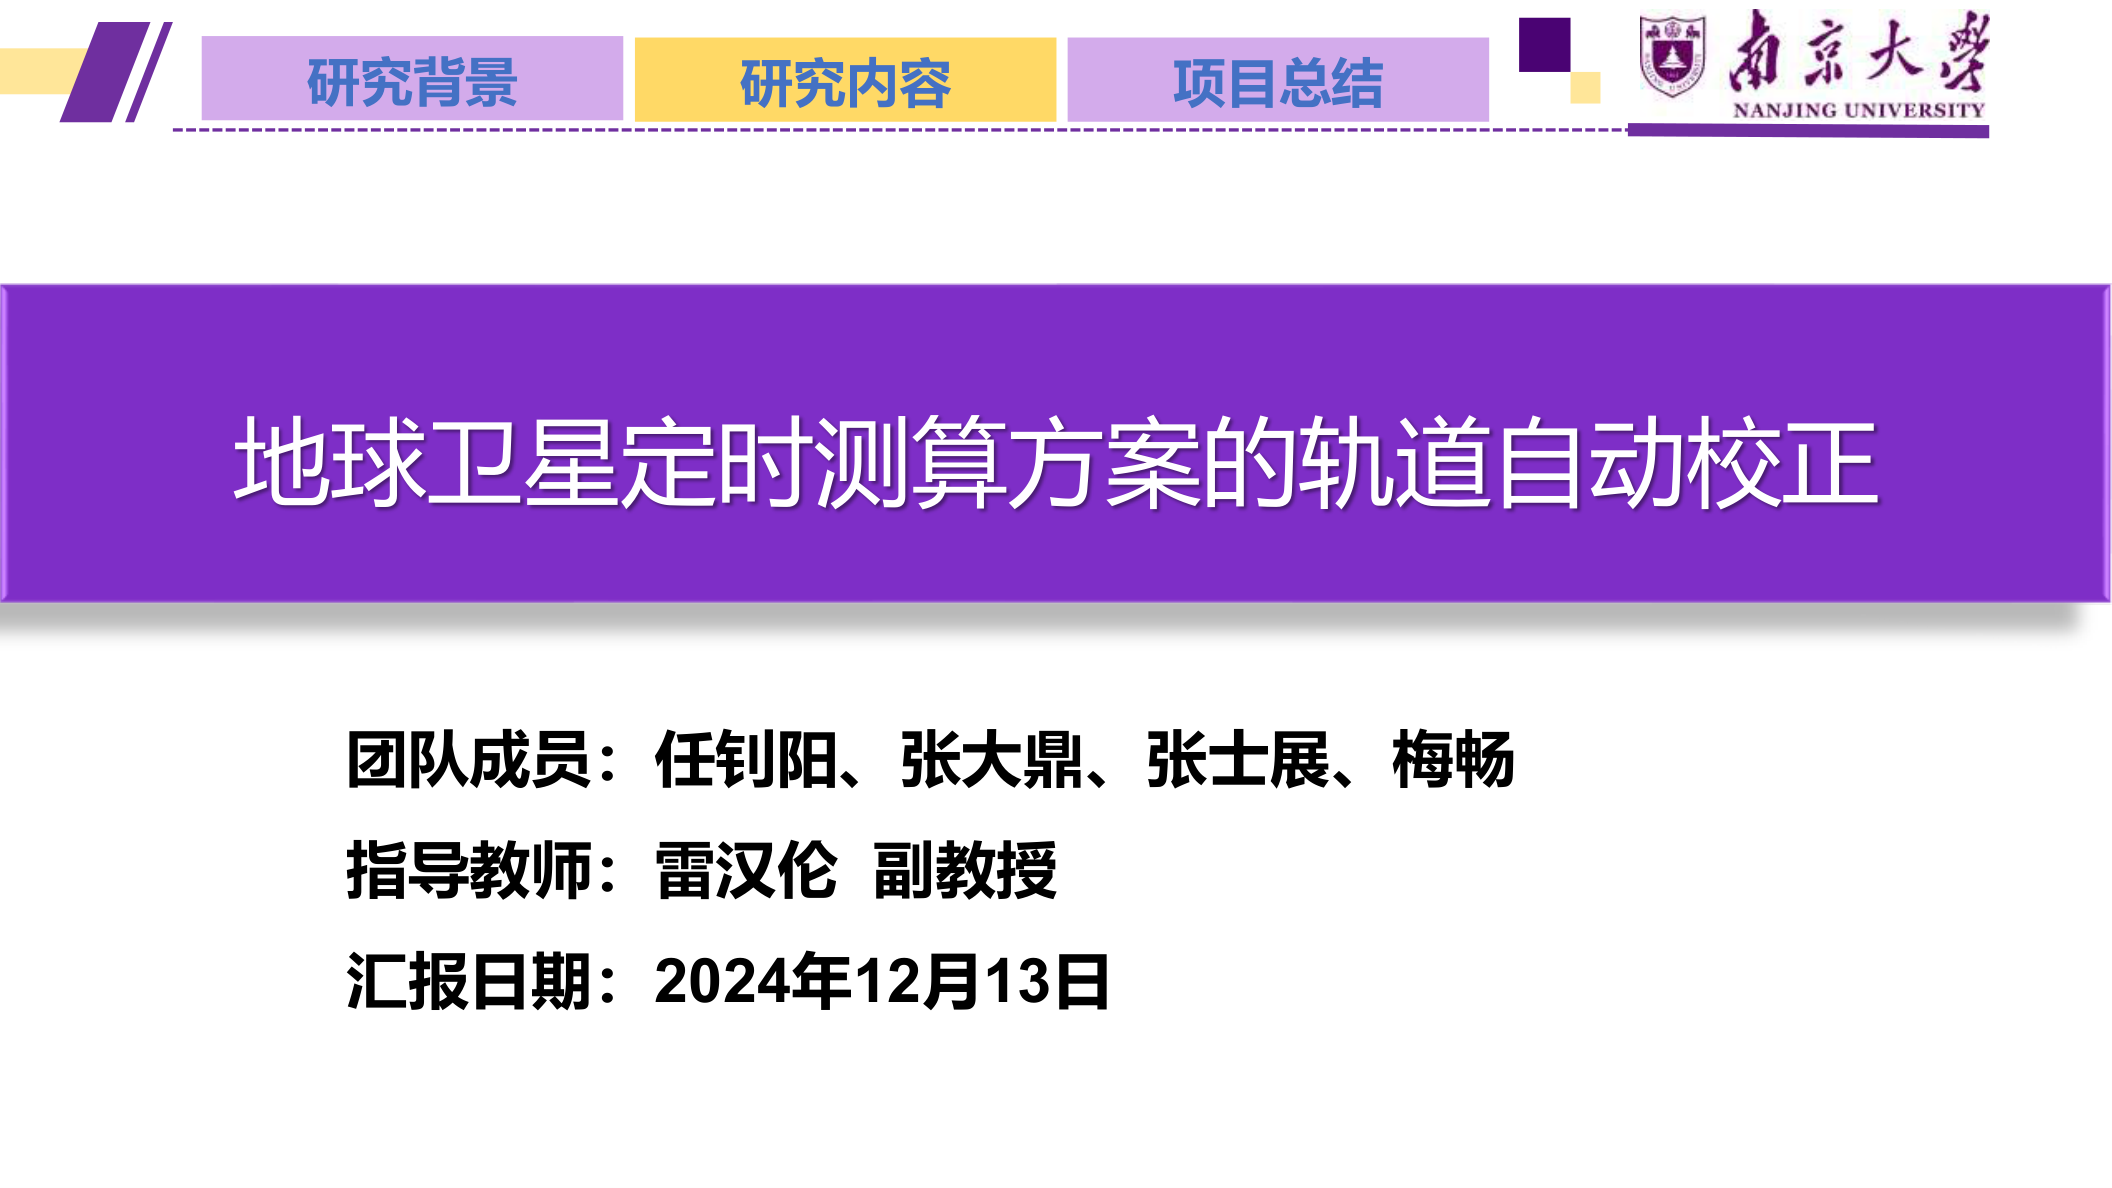 研究背景 研究内容 项目总结
南京大学
NANJING UNIVERSITY
地球卫星定时测算方案的轨道自动校正
团队成员：任钊阳、张大鼎、张士展、梅畅
指导教师：雷汉伦 副教授
汇报日期：2024年12月13日